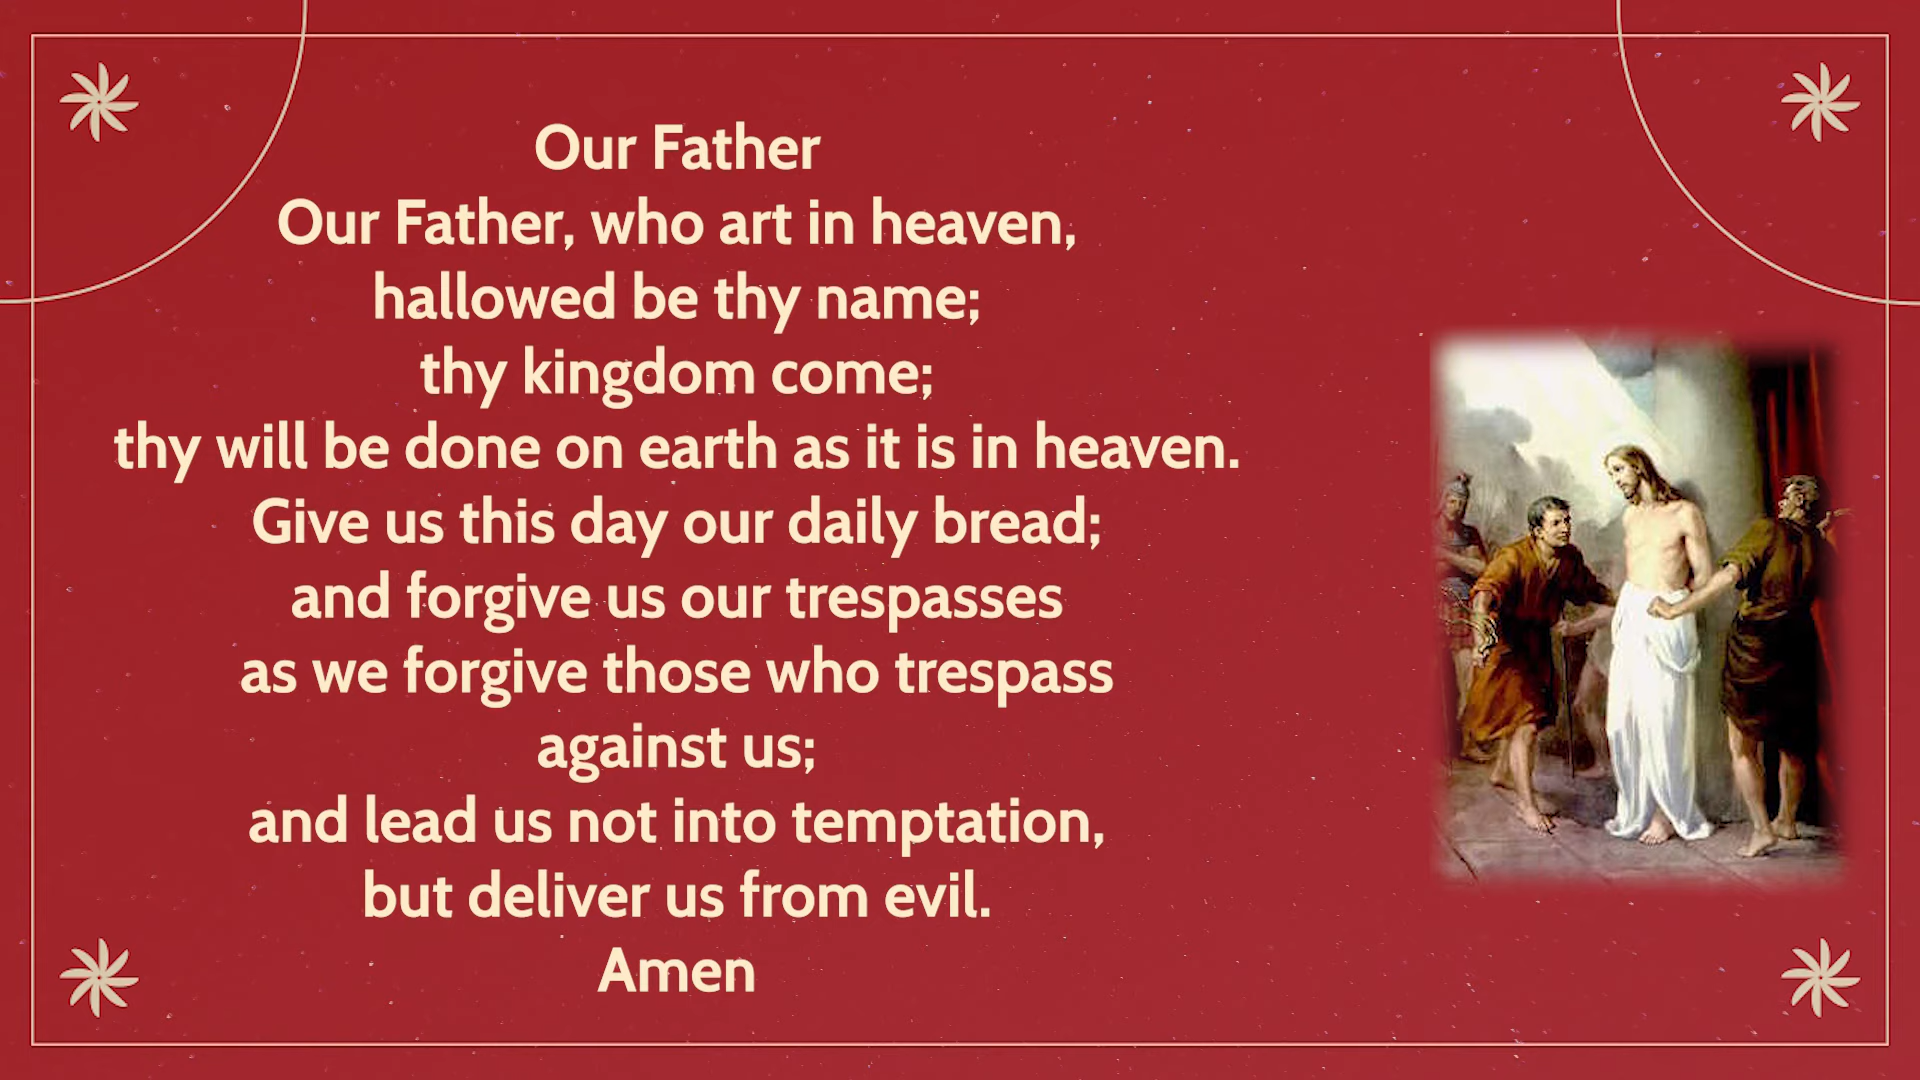 Our Father
Our Father, who art in heaven,
hallowed be thy name;
thy kingdom come;
thy will be done on earth as it is in heaven.
Give us this day our daily bread;
and forgive us our trespasses
as we forgive those who trespass
against us;
and lead us not into temptation,
but deliver us from evil.
Amen